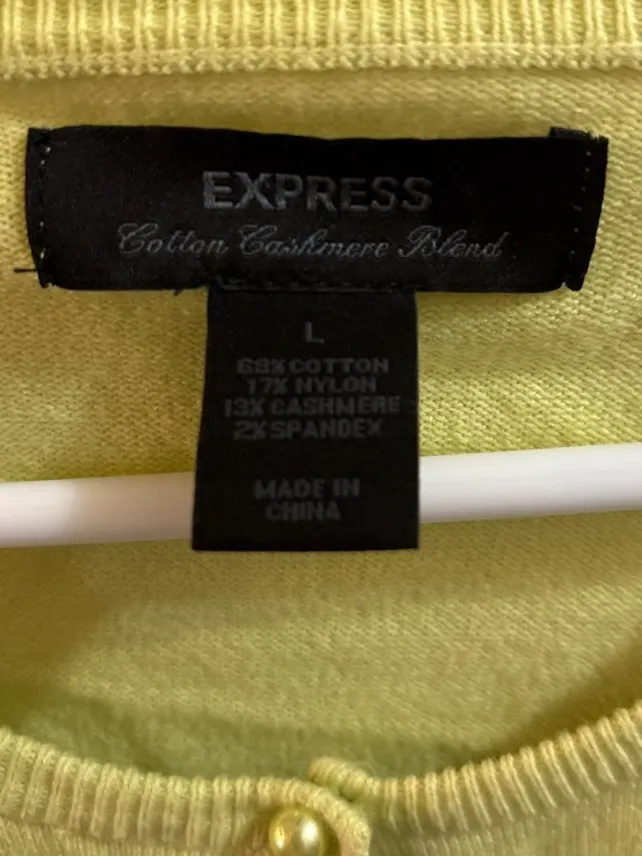 EXPRESS
Cotton Cashmere Blend
L
68% COTTON
17% NYLON
13% CASHMERE
2% SPANDEX
MADE IN
CHINA